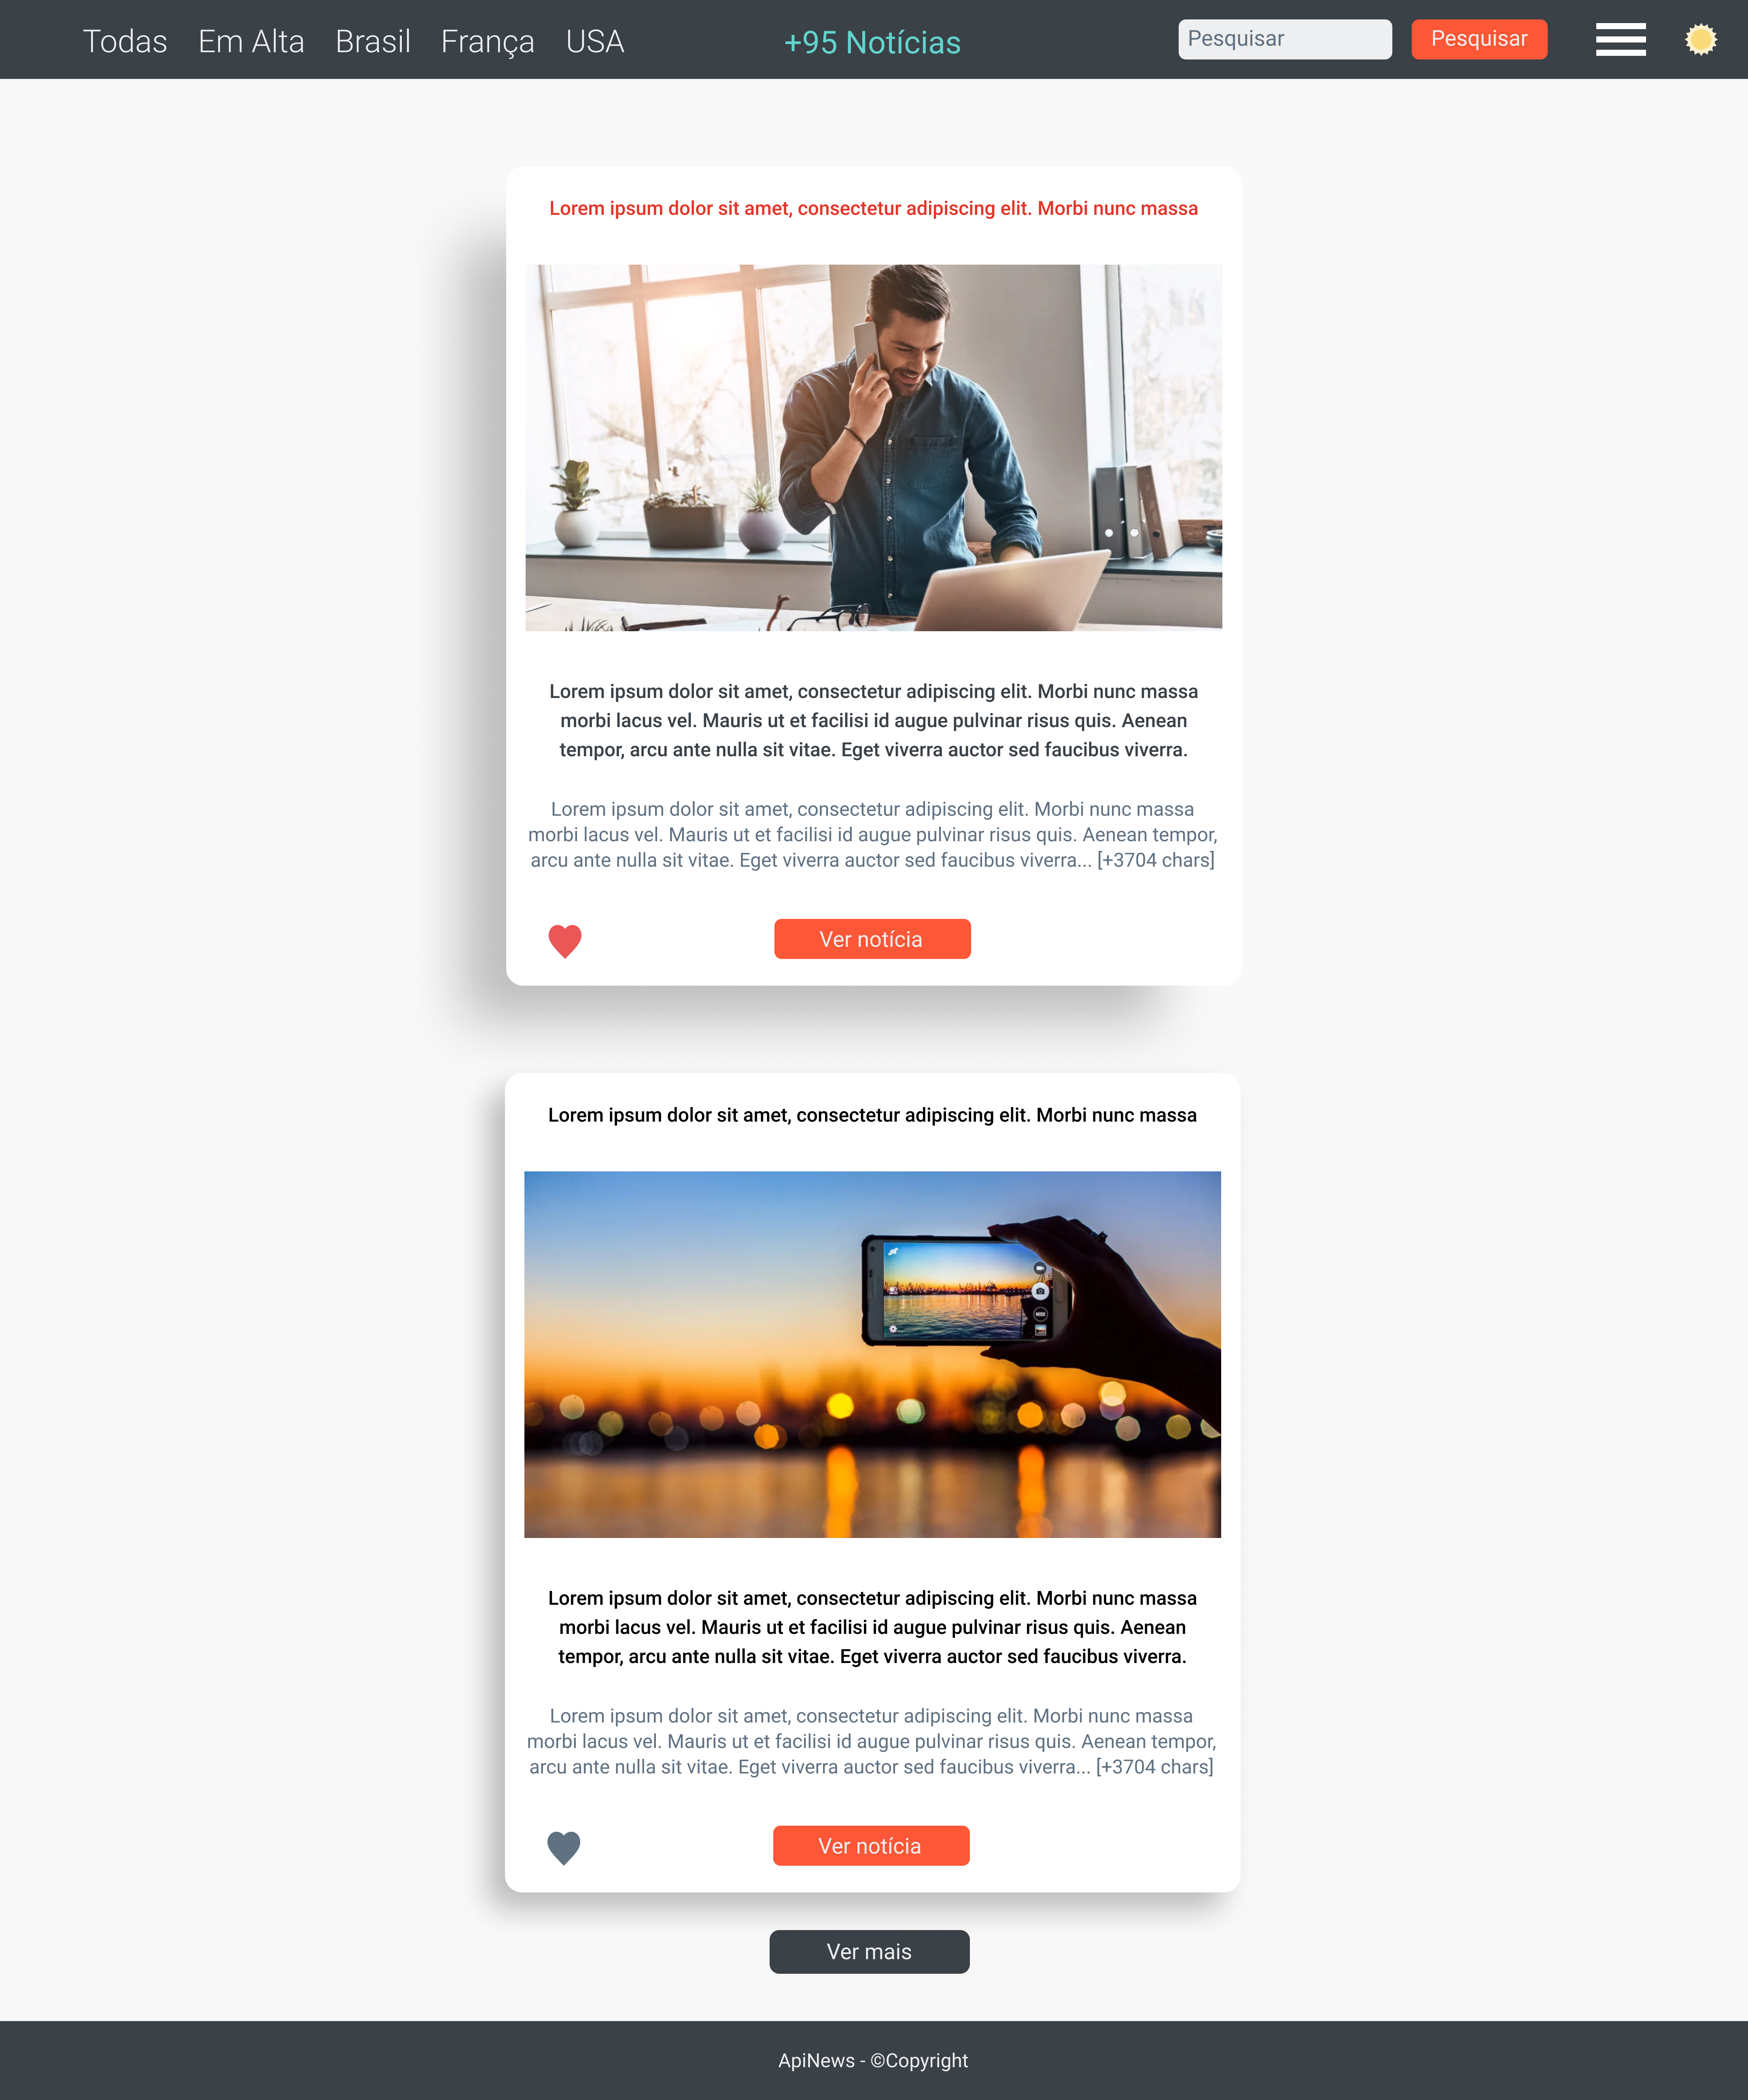 Todas Em Alta Brasil França USA +95 Notícias Pesquisar Pesquisar
Lorem ipsum dolor sit amet, consectetur adipiscing elit. Morbi nunc massa
Lorem ipsum dolor sit amet, consectetur adipiscing elit. Morbi nunc massa
morbi lacus vel. Mauris ut et facilisi id augue pulvinar risus quis. Aenean
tempor, arcu ante nulla sit vitae. Eget viverra auctor sed faucibus viverra.
Lorem ipsum dolor sit amet, consectetur adipiscing elit. Morbi nunc massa
morbi lacus vel. Mauris ut et facilisi id augue pulvinar risus quis. Aenean tempor,
arcu ante nulla sit vitae. Eget viverra auctor sed faucibus viverra... [+3704 chars]
Ver notícia
Lorem ipsum dolor sit amet, consectetur adipiscing elit. Morbi nunc massa
MODE
Lorem ipsum dolor sit amet, consectetur adipiscing elit. Morbi nunc massa
morbi lacus vel. Mauris ut et facilisi id augue pulvinar risus quis. Aenean
tempor, arcu ante nulla sit vitae. Eget viverra auctor sed faucibus viverra.
Lorem ipsum dolor sit amet, consectetur adipiscing elit. Morbi nunc massa
morbi lacus vel. Mauris ut et facilisi id augue pulvinar risus quis. Aenean tempor,
arcu ante nulla sit vitae. Eget viverra auctor sed faucibus viverra... [+3704 chars]
Ver notícia
Ver mais
ApiNews - ©Copyright